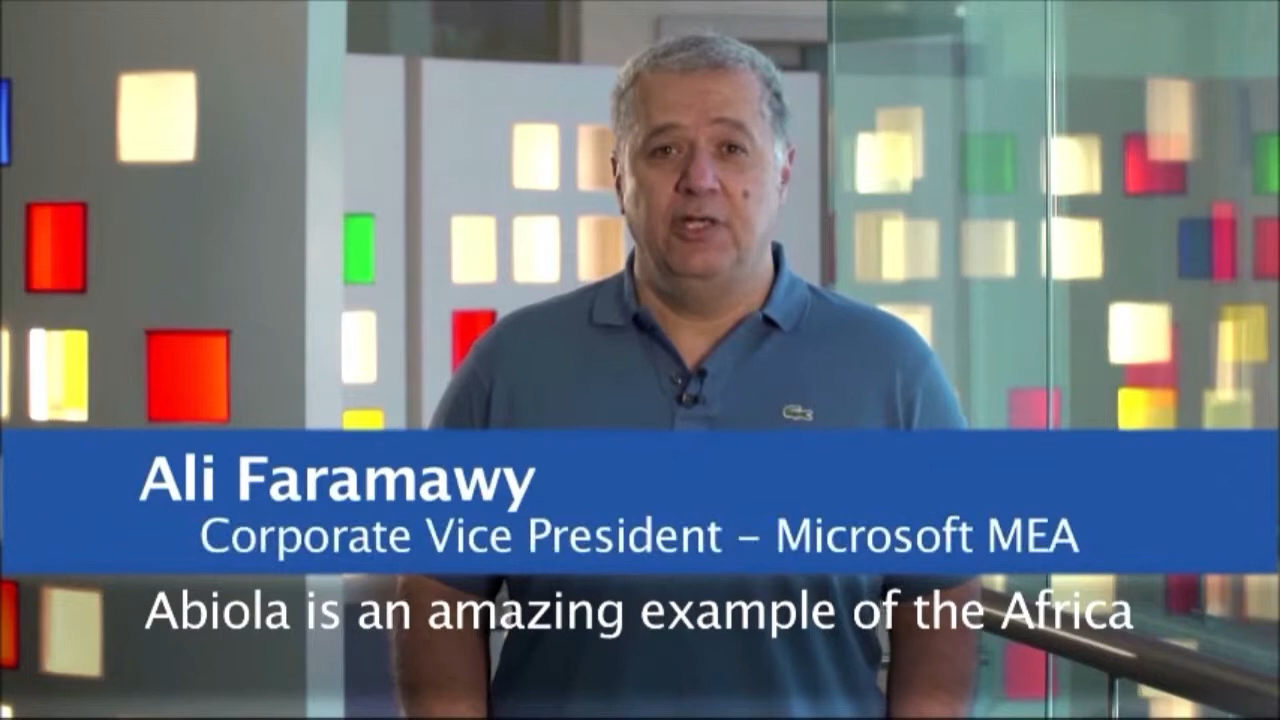 Ali Faramawy
Corporate Vice President – Microsoft MEA
Abiola is an amazing example of the Africa